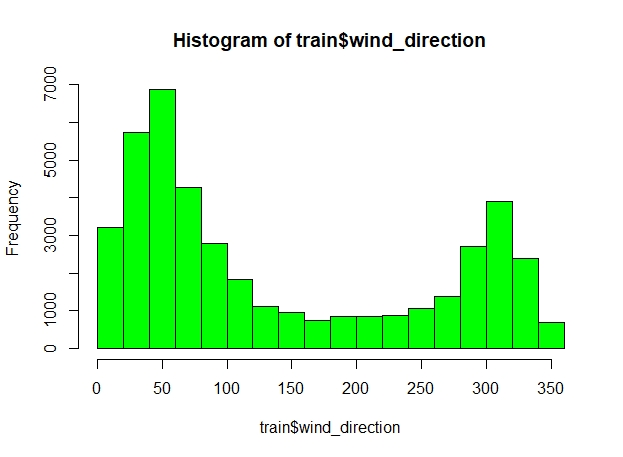 Histogram of train$wind_direction
Frequency
7000
5000
3000
1000
0
0 50 100 150 200 250 300 350
train$wind_direction